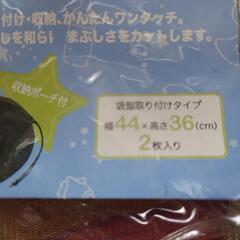 付け・収納、かんたんワンタッチ。
しを和らい まぶしさをカットします。
収納ポーチ付
吸盤取り付けタイプ
幅44×高さ36(cm)
2枚入り